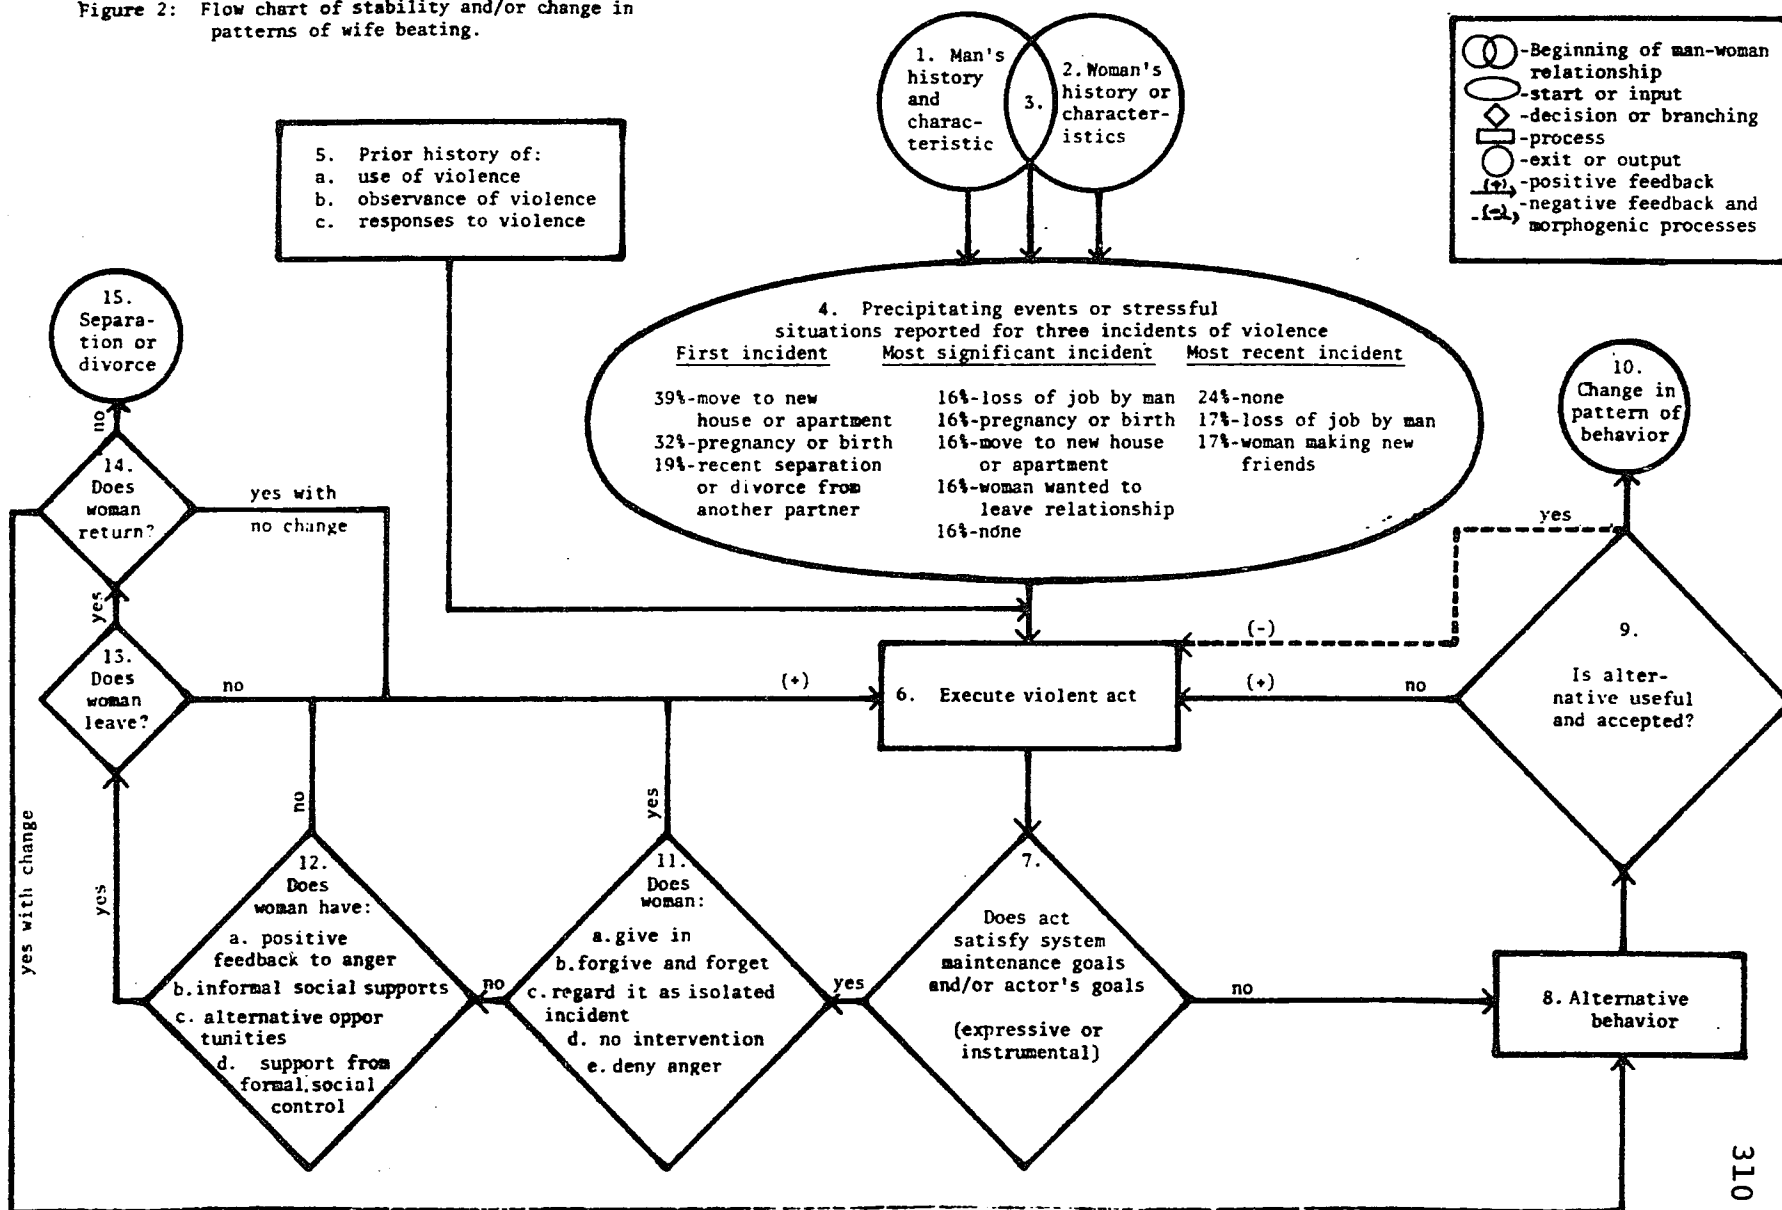 Figure 2: Flow chart of stability and/or change in
patterns of wife beating.
1. Man's
history
and
charac-
teristic
3.
2. Woman's
history or
character-
istics
-Beginning of man-woman
relationship
-start or input
-decision or branching
-process
-exit or output
(+) -positive feedback
(-) -negative feedback and
morphogenic processes
5. Prior history of:
a. use of violence
b. observance of violence
c. responses to violence
4. Precipitating events or stressful
situations reported for three incidents of violence
First incident
39%-move to new
house or apartment
32%-pregnancy or birth
19%-recent separation
or divorce from
another partner
Most significant incident
16%-loss of job by man
16%-pregnancy or birth
16%-move to new house
or apartment
16%-woman wanted to
leave relationship
16%-none
Most recent incident
24%-none
17%-loss of job by man
17%-woman making new
friends
15.
Separa-
tion or
divorce
no
14.
Does
woman
return?
yes with
no change
yes
13.
Does
woman
leave?
no
(+)
6. Execute violent act
(-)
(+)
no
yes
10.
Change in
pattern of
behavior
9.
Is alter-
native useful
and accepted?
yes with change
yes
no
12.
Does
woman have:
a. positive
feedback to anger
b. informal social supports
c. alternative oppor
tunities
d. support from
formal social
control
no
yes
11.
Does
woman:
a. give in
b. forgive and forget
c. regard it as isolated
incident
d. no intervention
e. deny anger
yes
7.
Does act
satisfy system
maintenance goals
and/or actor's goals
(expressive or
instrumental)
no
8. Alternative
behavior
310